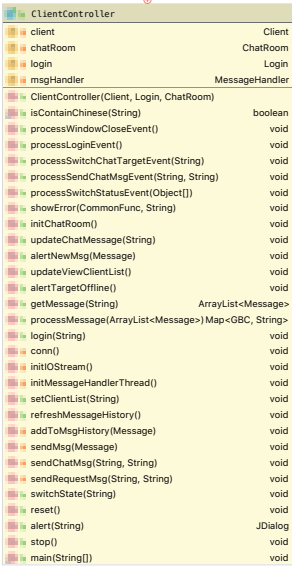 ClientController
client Client
chatRoom ChatRoom
login Login
msgHandler MessageHandler
ClientController(Client, Login, ChatRoom)
isContainChinese(String) boolean
processWindowCloseEvent() void
processLoginEvent() void
processSwitchChatTargetEvent(String) void
processSendChatMsgEvent(String, String) void
processSwitchStatusEvent(Object[]) void
showError(CommonFunc, String) void
initChatRoom() void
updateChatMessage(String) void
alertNewMsg(Message) void
updateViewClientList() void
alertTargetOffline() void
getMessage(String) ArrayList<Message>
processMessage(ArrayList<Message>) Map<GBC, String>
login(String) void
conn() void
initIOStream() void
initMessageHandlerThread() void
setClientList(String) void
refreshMessageHistory() void
addToMsgHistory(Message) void
sendMsg(Message) void
sendChatMsg(String, String) void
sendRequestMsg(String, String) void
switchState(String) void
reset() void
alert(String) JDialog
stop() void
main(String[]) void